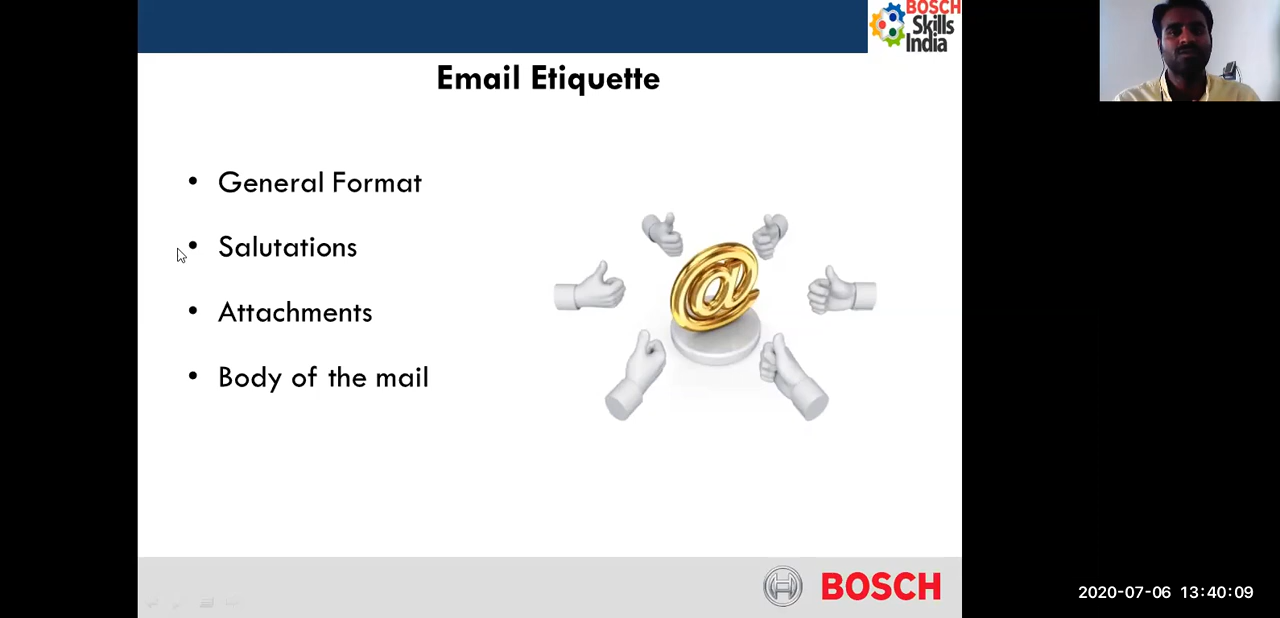 BOSCH
Skills
India
Email Etiquette
• General Format
• Salutations
• Attachments
• Body of the mail
@
BOSCH
2020-07-06 13:40:09